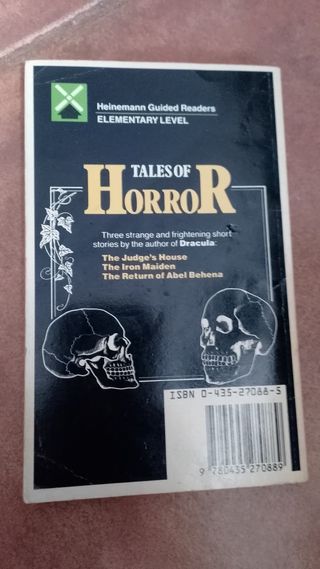 Heinemann Guided Readers
ELEMENTARY LEVEL
TALES OF
HORROR
Three strange and frightening short
stories by the author of Dracula:
The Judge's House
The Iron Maiden
The Return of Abel Behena
ISBN 0-435-27088-5
9 780435 270889